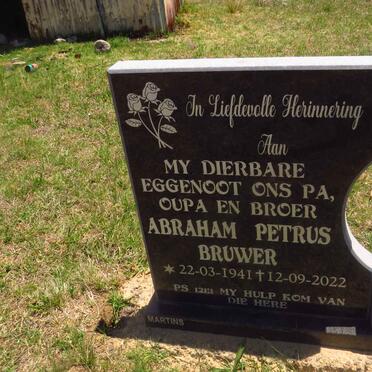 In Liefdevolle Herinnering
Aan
MY DIERBARE
EGGENOOT ONS PA,
OUPA EN BROER
ABRAHAM PETRUS
BRUWER
★ 22-03-1941 † 12-09-2022
PS 121:1 MY HULP KOM VAN
DIE HERE
MARTINS